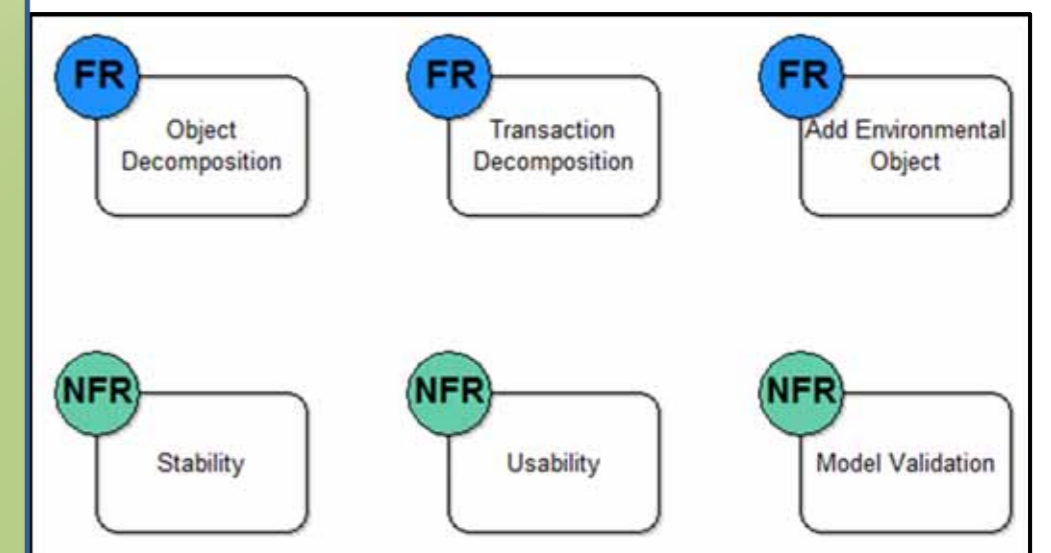 FR
Object
Decomposition
FR
Transaction
Decomposition
FR
Add Environmental
Object
NFR
Stability
NFR
Usability
NFR
Model Validation